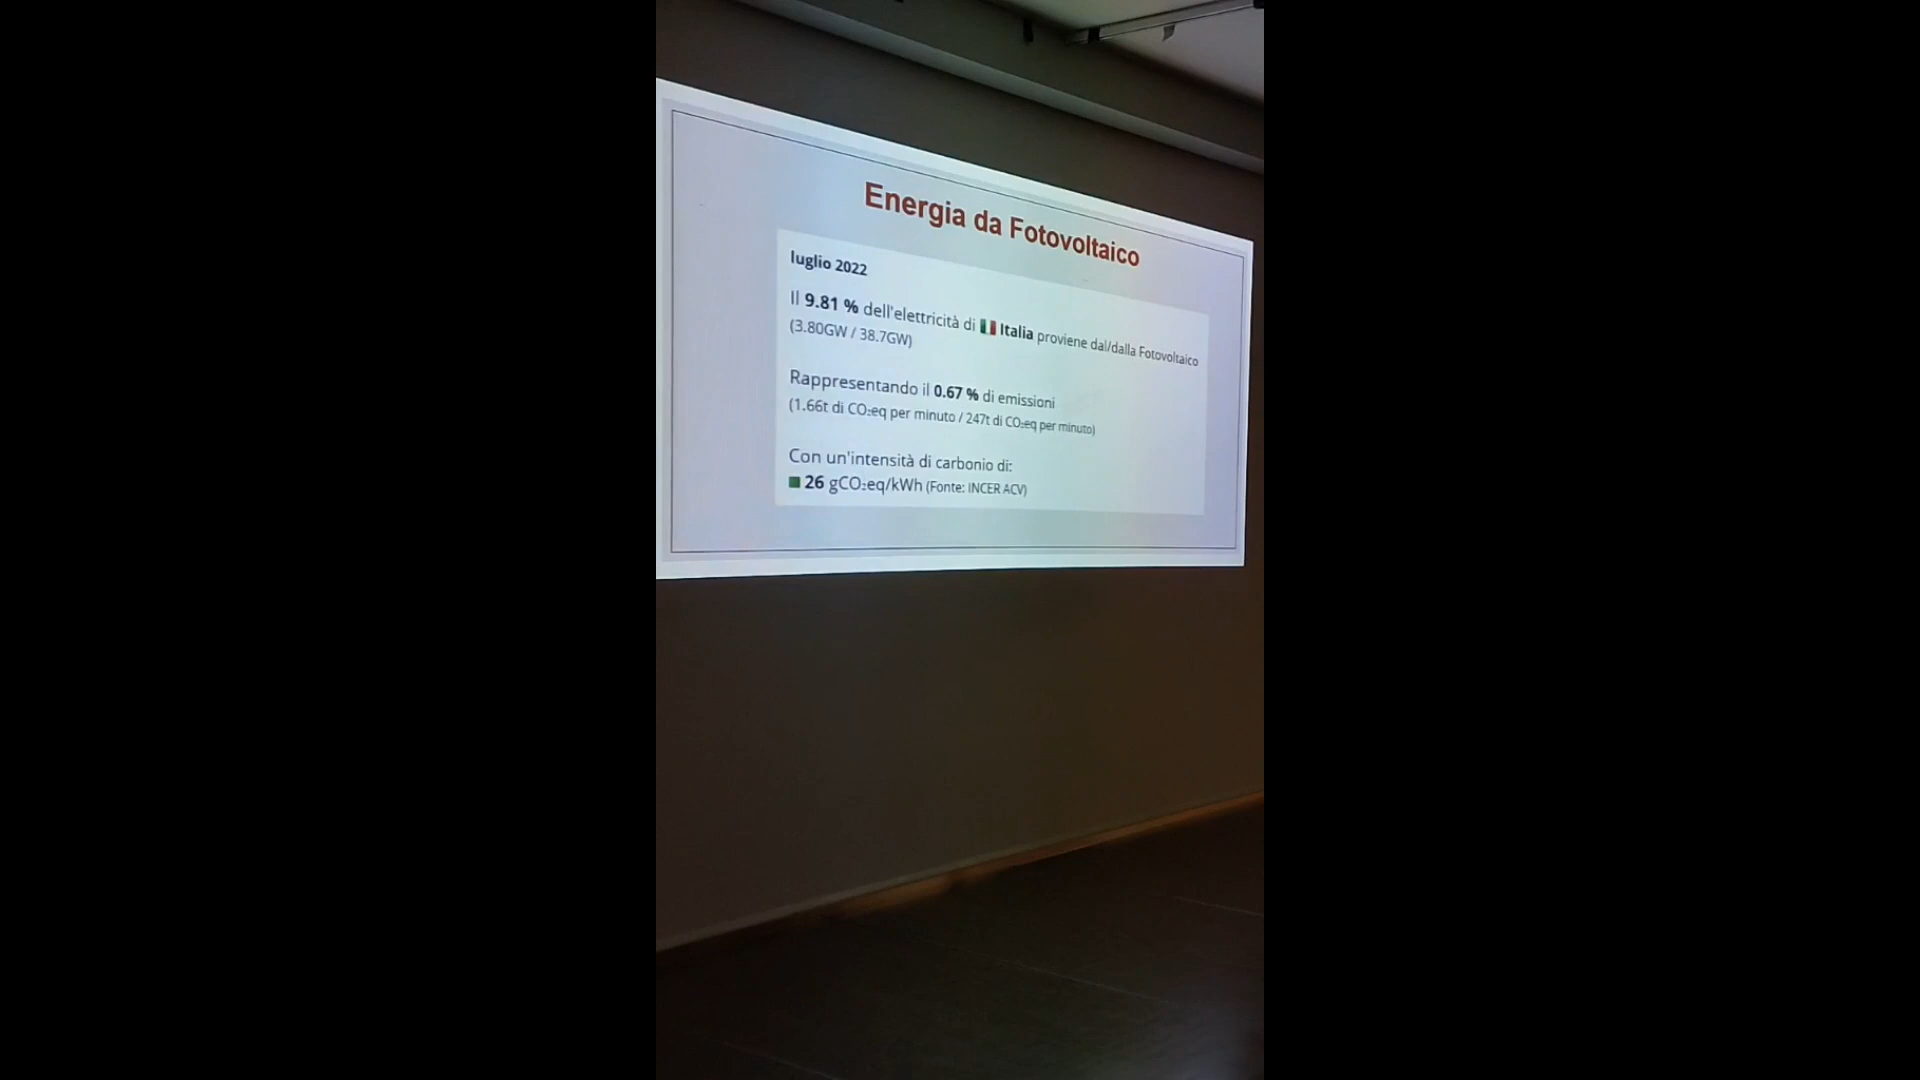 Energia da Fotovoltaico
luglio 2022
Il 9.81 % dell'elettricità di Italia proviene dal/dalla Fotovoltaico
(3.80GW / 38.7GW)
Rappresentando il 0.67 % di emissioni
(1.66t di CO₂eq per minuto / 247t di CO₂eq per minuto)
Con un'intensità di carbonio di:
26 gCO₂eq/kWh (Fonte: INCER ACV)